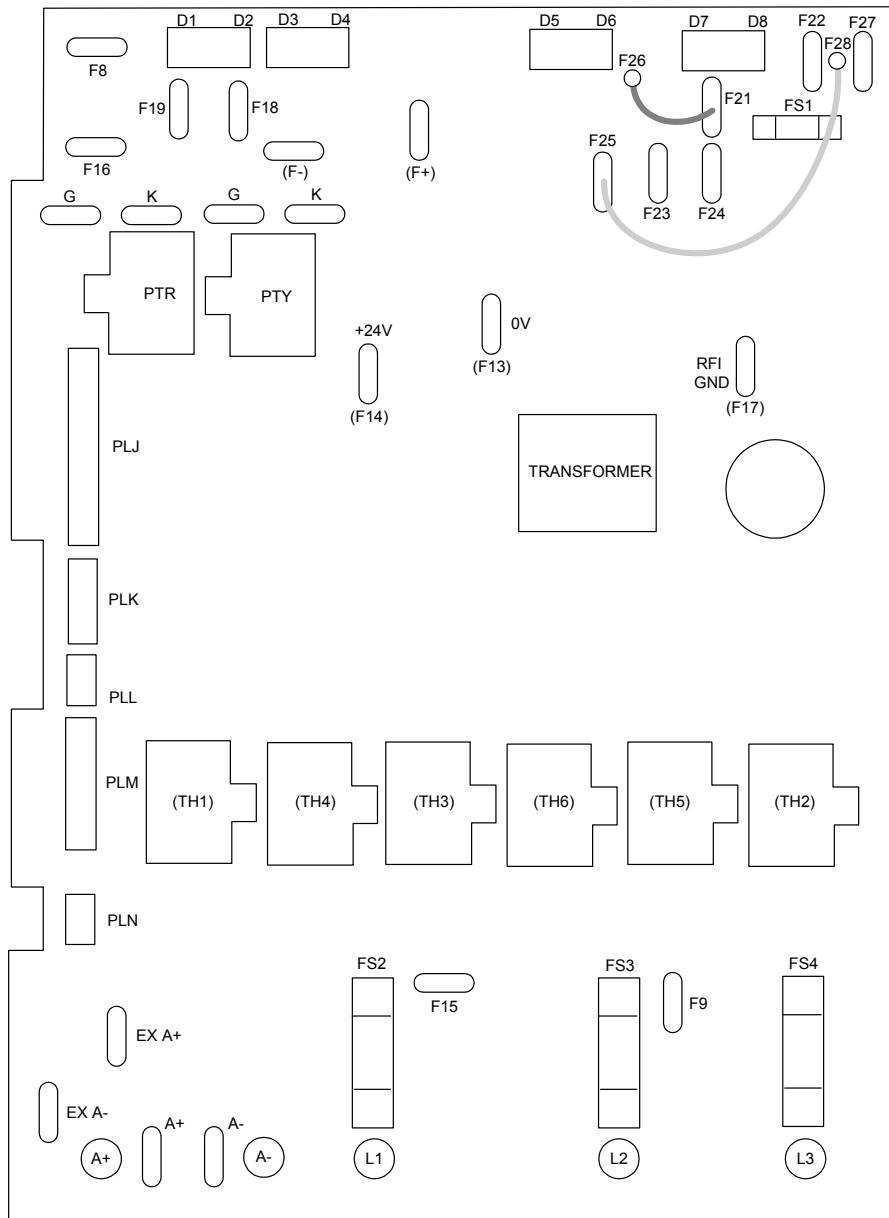 D1 D2 D3 D4 D5 D6 D7 D8 F22 F28 F27
F8
F26
F19 F18 F21 FS1
F16 (F-) (F+) F25
F23 F24
G K G K
PTR PTY
+24V 0V
(F14) (F13)
RFI
GND
(F17)
PLJ
TRANSFORMER
PLK
PLL
PLM (TH1) (TH4) (TH3) (TH6) (TH5) (TH2)
PLN
FS2 FS3 FS4
F15 F9
EX A+
EX A-
A+ A-
A+ A- L1 L2 L3